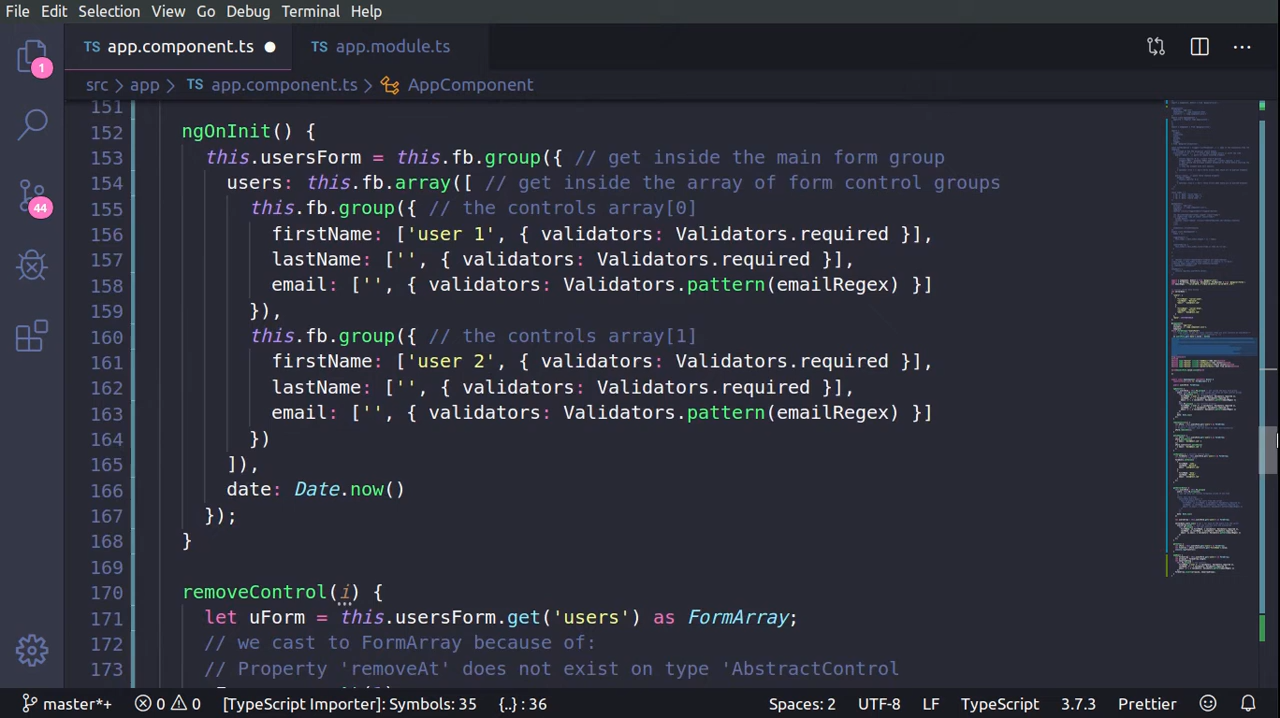 File Edit Selection View Go Debug Terminal Help
TS app.component.ts TS app.module.ts
src > app > TS app.component.ts > AppComponent
151
152 ngOnInit() {
153 this.usersForm = this.fb.group({ // get inside the main form group
154 users: this.fb.array([ // get inside the array of form control groups
155 this.fb.group({ // the controls array[0]
156 firstName: ['user 1', { validators: Validators.required }],
157 lastName: ['', { validators: Validators.required }],
158 email: ['', { validators: Validators.pattern(emailRegex) }]
159 }),
160 this.fb.group({ // the controls array[1]
161 firstName: ['user 2', { validators: Validators.required }],
162 lastName: ['', { validators: Validators.required }],
163 email: ['', { validators: Validators.pattern(emailRegex) }]
164 })
165 ]),
166 date: Date.now()
167 });
168 }
169
170 removeControl(i) {
171 let uForm = this.usersForm.get('users') as FormArray;
172 // we cast to FormArray because of:
173 // Property 'removeAt' does not exist on type 'AbstractControl
1
44
master*+ 0 0 [TypeScript Importer]: Symbols: 35 {..} : 36 Spaces: 2 UTF-8 LF TypeScript 3.7.3 Prettier